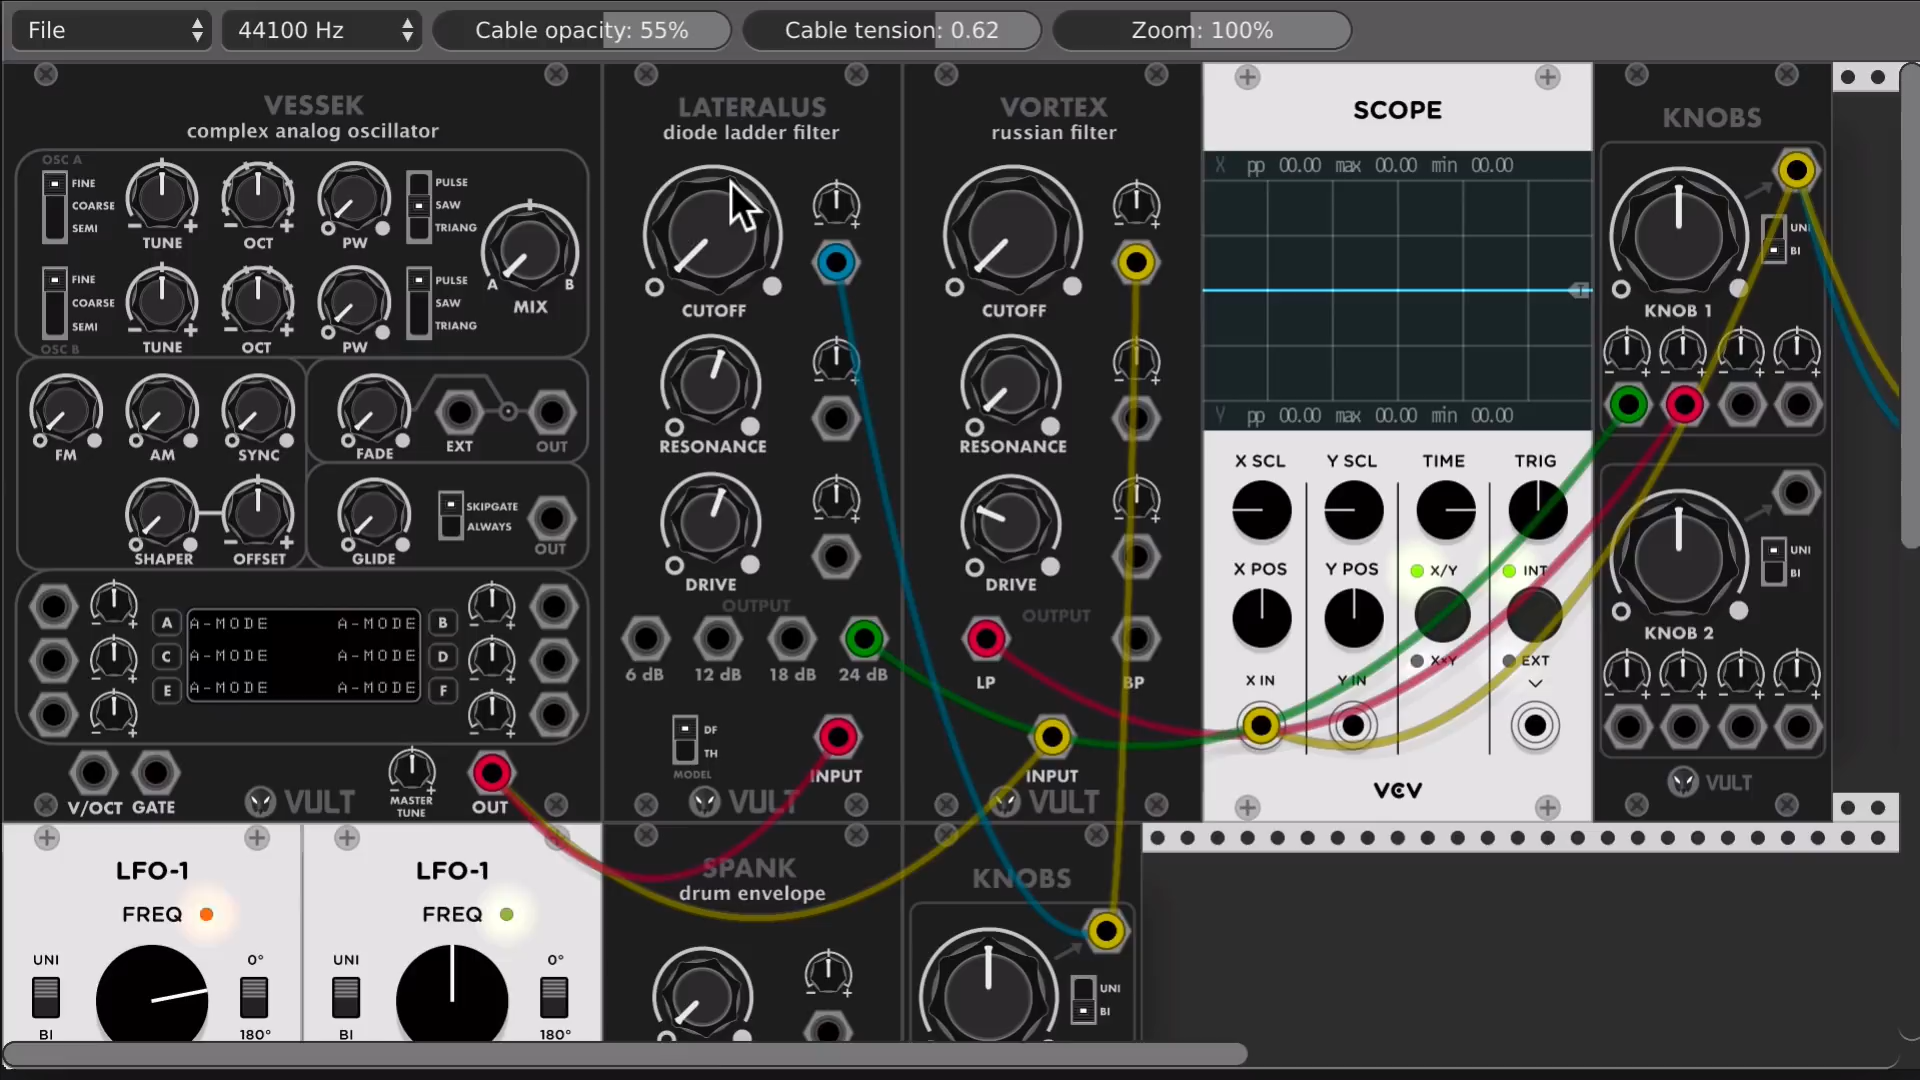 File
44100 Hz
Cable opacity: 55%
Cable tension: 0.62
Zoom: 100%
VESSEK
complex analog oscillator
OSC A
FINE
COARSE
SEMI
TUNE
OCT
PW
PULSE
SAW
TRIANG
FINE
COARSE
SEMI
OSC B
TUNE
OCT
PW
PULSE
SAW
TRIANG
A
B
MIX
FM
AM
SYNC
FADE
EXT
OUT
SHAPER
OFFSET
GLIDE
SKIPGATE
ALWAYS
OUT
A
A-MODE
A-MODE
B
C
A-MODE
A-MODE
D
E
A-MODE
A-MODE
F
V/OCT
GATE
VULT
MASTER
TUNE
OUT
LATERALUS
diode ladder filter
CUTOFF
RESONANCE
DRIVE
OUTPUT
6 dB
12 dB
18 dB
24 dB
DF
TH
MODEL
INPUT
VULT
VORTEX
russian filter
CUTOFF
RESONANCE
DRIVE
OUTPUT
LP
BP
INPUT
VULT
SCOPE
X pp 00.00 max 00.00 min 00.00
T
Y pp 00.00 max 00.00 min 00.00
X SCL
Y SCL
TIME
TRIG
X POS
Y POS
X/Y
INT
X×Y
EXT
X IN
Y IN
VCV
KNOBS
UNI
BI
KNOB 1
UNI
BI
KNOB 2
VULT
LFO-1
FREQ
UNI
0°
BI
180°
LFO-1
FREQ
UNI
0°
BI
180°
SPANK
drum envelope
KNOBS
UNI
BI